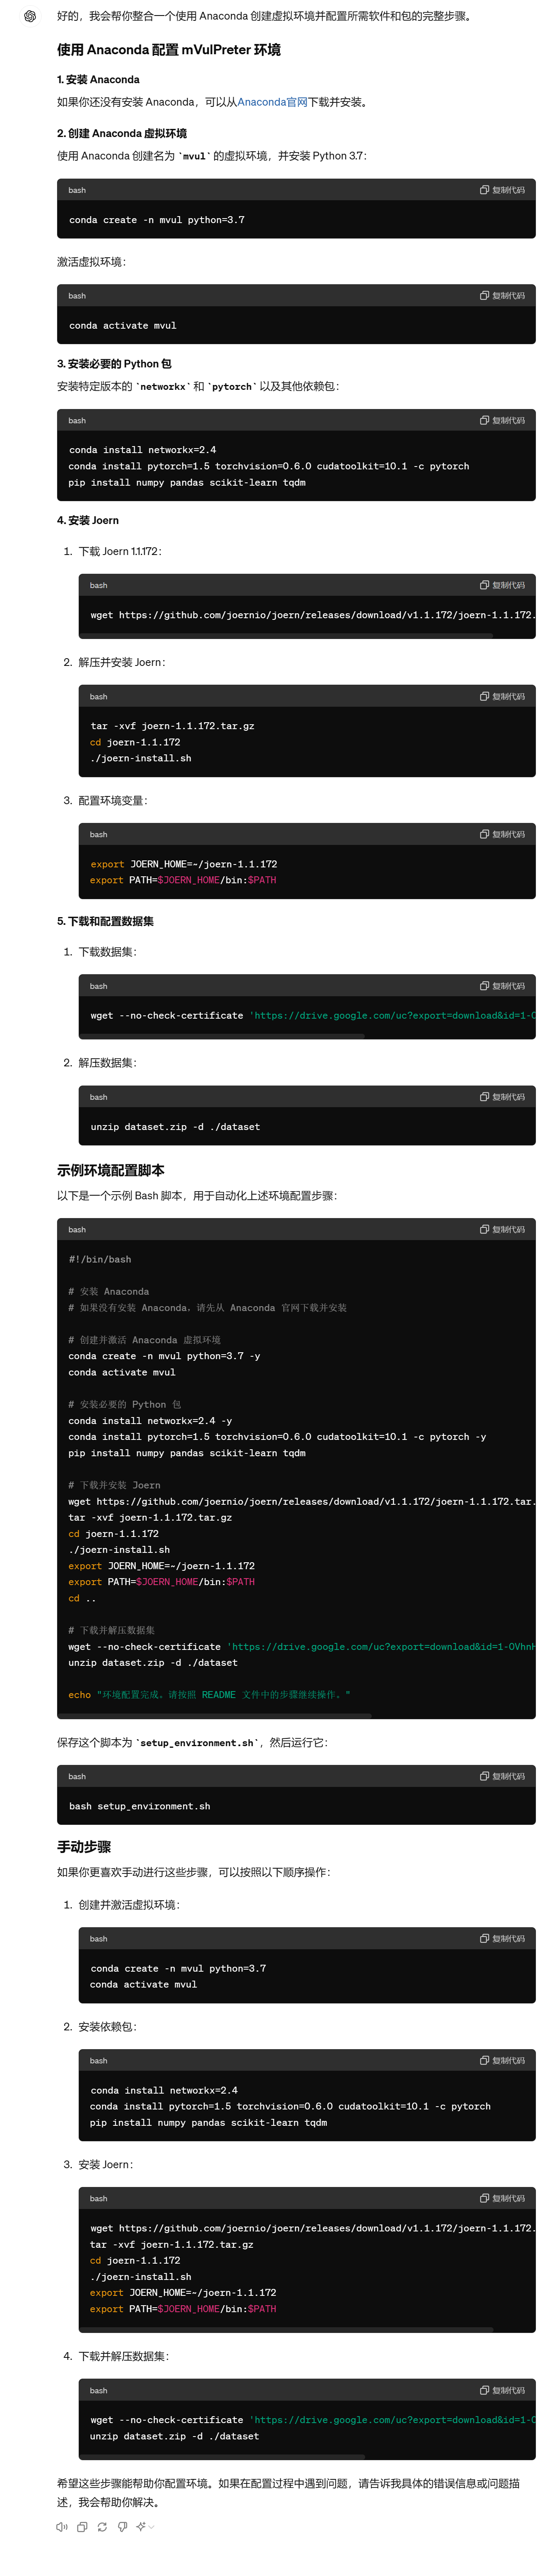 好的，我会帮你整合一个使用 Anaconda 创建虚拟环境并配置所需软件和包的完整步骤。
使用 Anaconda 配置 mVulPreter 环境
1. 安装 Anaconda
如果你还没有安装 Anaconda，可以从Anaconda官网下载并安装。
2. 创建 Anaconda 虚拟环境
使用 Anaconda 创建名为 `mvul` 的虚拟环境，并安装 Python 3.7：
bash 复制代码
conda create -n mvul python=3.7
激活虚拟环境：
bash 复制代码
conda activate mvul
3. 安装必要的 Python 包
安装特定版本的 `networkx` 和 `pytorch` 以及其他依赖包：
bash 复制代码
conda install networkx=2.4
conda install pytorch=1.5 torchvision=0.6.0 cudatoolkit=10.1 -c pytorch
pip install numpy pandas scikit-learn tqdm
4. 安装 Joern
1. 下载 Joern 1.1.172：
bash 复制代码
wget https://github.com/joernio/joern/releases/download/v1.1.172/joern-1.1.172.
2. 解压并安装 Joern：
bash 复制代码
tar -xvf joern-1.1.172.tar.gz
cd joern-1.1.172
./joern-install.sh
3. 配置环境变量：
bash 复制代码
export JOERN_HOME=~/joern-1.1.172
export PATH=$JOERN_HOME/bin:$PATH
5. 下载和配置数据集
1. 下载数据集：
bash 复制代码
wget --no-check-certificate 'https://drive.google.com/uc?export=download&id=1-O
2. 解压数据集：
bash 复制代码
unzip dataset.zip -d ./dataset
示例环境配置脚本
以下是一个示例 Bash 脚本，用于自动化上述环境配置步骤：
bash 复制代码
#!/bin/bash
# 安装 Anaconda
# 如果没有安装 Anaconda，请先从 Anaconda 官网下载并安装
# 创建并激活 Anaconda 虚拟环境
conda create -n mvul python=3.7 -y
conda activate mvul
# 安装必要的 Python 包
conda install networkx=2.4 -y
conda install pytorch=1.5 torchvision=0.6.0 cudatoolkit=10.1 -c pytorch -y
pip install numpy pandas scikit-learn tqdm
# 下载并安装 Joern
wget https://github.com/joernio/joern/releases/download/v1.1.172/joern-1.1.172.tar.
tar -xvf joern-1.1.172.tar.gz
cd joern-1.1.172
./joern-install.sh
export JOERN_HOME=~/joern-1.1.172
export PATH=$JOERN_HOME/bin:$PATH
cd ..
# 下载并解压数据集
wget --no-check-certificate 'https://drive.google.com/uc?export=download&id=1-OVhnH
unzip dataset.zip -d ./dataset
echo "环境配置完成。请按照 README 文件中的步骤继续操作。"
保存这个脚本为 `setup_environment.sh`，然后运行它：
bash 复制代码
bash setup_environment.sh
手动步骤
如果你更喜欢手动进行这些步骤，可以按照以下顺序操作：
1. 创建并激活虚拟环境：
bash 复制代码
conda create -n mvul python=3.7
conda activate mvul
2. 安装依赖包：
bash 复制代码
conda install networkx=2.4
conda install pytorch=1.5 torchvision=0.6.0 cudatoolkit=10.1 -c pytorch
pip install numpy pandas scikit-learn tqdm
3. 安装 Joern：
bash 复制代码
wget https://github.com/joernio/joern/releases/download/v1.1.172/joern-1.1.172.
tar -xvf joern-1.1.172.tar.gz
cd joern-1.1.172
./joern-install.sh
export JOERN_HOME=~/joern-1.1.172
export PATH=$JOERN_HOME/bin:$PATH
4. 下载并解压数据集：
bash 复制代码
wget --no-check-certificate 'https://drive.google.com/uc?export=download&id=1-O
unzip dataset.zip -d ./dataset
希望这些步骤能帮助你配置环境。如果在配置过程中遇到问题，请告诉我具体的错误信息或问题描
述，我会帮助你解决。